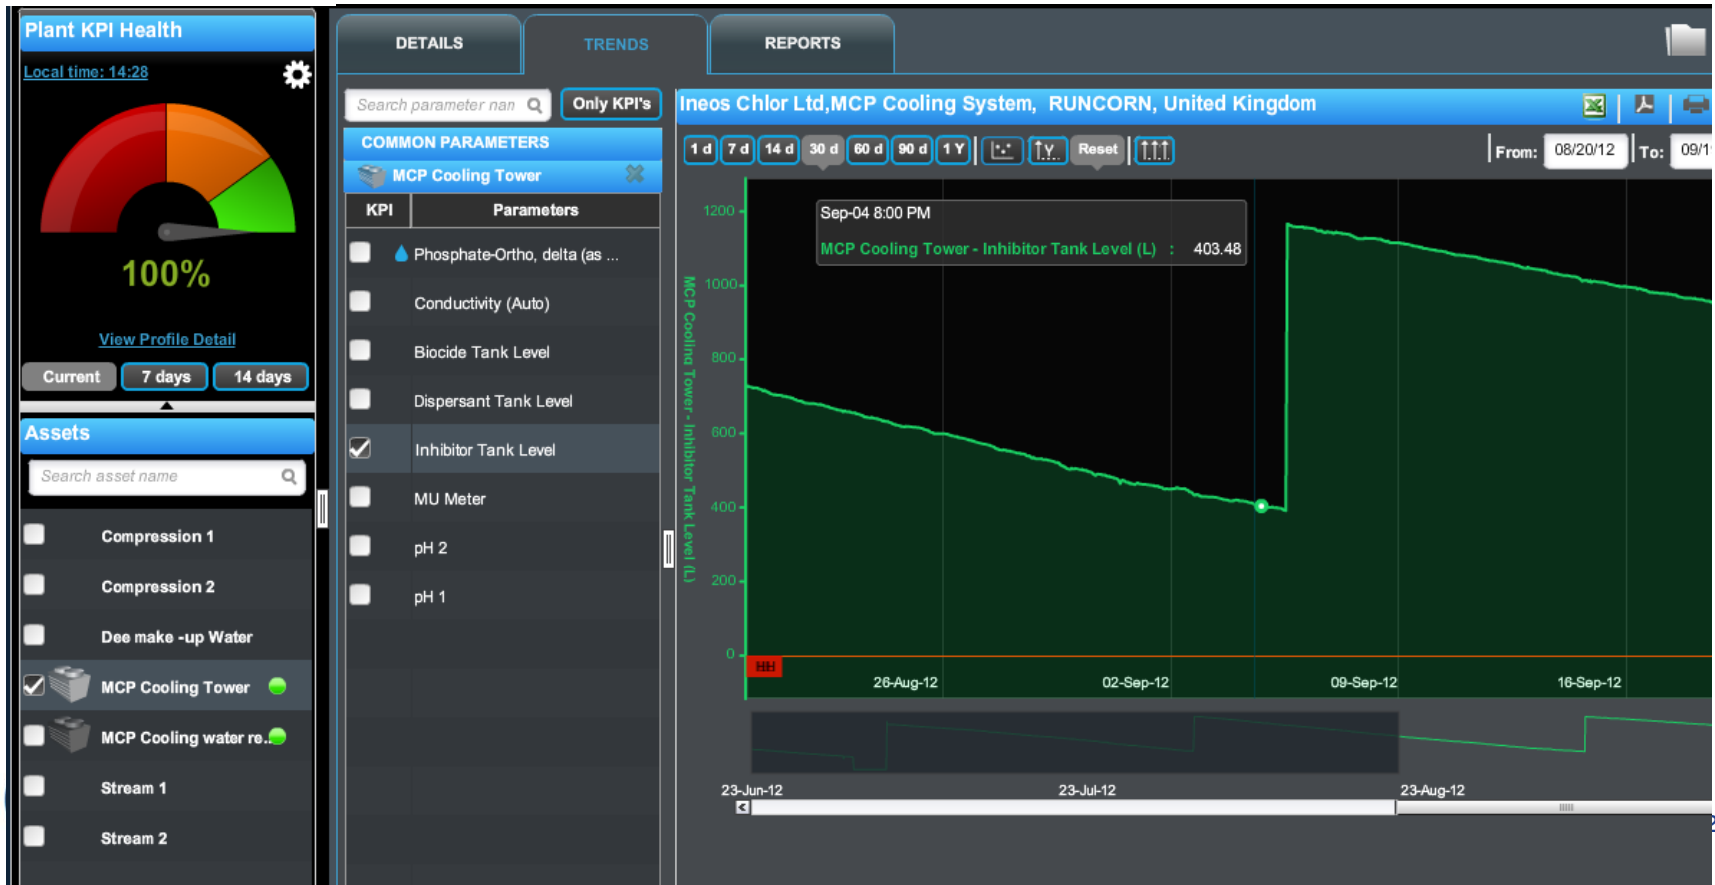 Plant KPI Health
Local time: 14:28
100%
View Profile Detail
Current 7 days 14 days
Assets
Search asset name
Compression 1
Compression 2
Dee make -up Water
MCP Cooling Tower
MCP Cooling water re..
Stream 1
Stream 2
DETAILS TRENDS REPORTS
Search parameter nan Only KPI's
COMMON PARAMETERS
MCP Cooling Tower
KPI Parameters
Phosphate-Ortho, delta (as ...
Conductivity (Auto)
Biocide Tank Level
Dispersant Tank Level
Inhibitor Tank Level
MU Meter
pH 2
pH 1
Ineos Chlor Ltd,MCP Cooling System, RUNCORN, United Kingdom
1 d 7 d 14 d 30 d 60 d 90 d 1 Y Y Reset From: 08/20/12 To: 09/1
MCP Cooling Tower - Inhibitor Tank Level (L)
1200
1000
800
600
400
200
0
Sep-04 8:00 PM
MCP Cooling Tower - Inhibitor Tank Level (L) : 403.48
HH
26-Aug-12 02-Sep-12 09-Sep-12 16-Sep-12
23-Jun-12 23-Jul-12 23-Aug-12